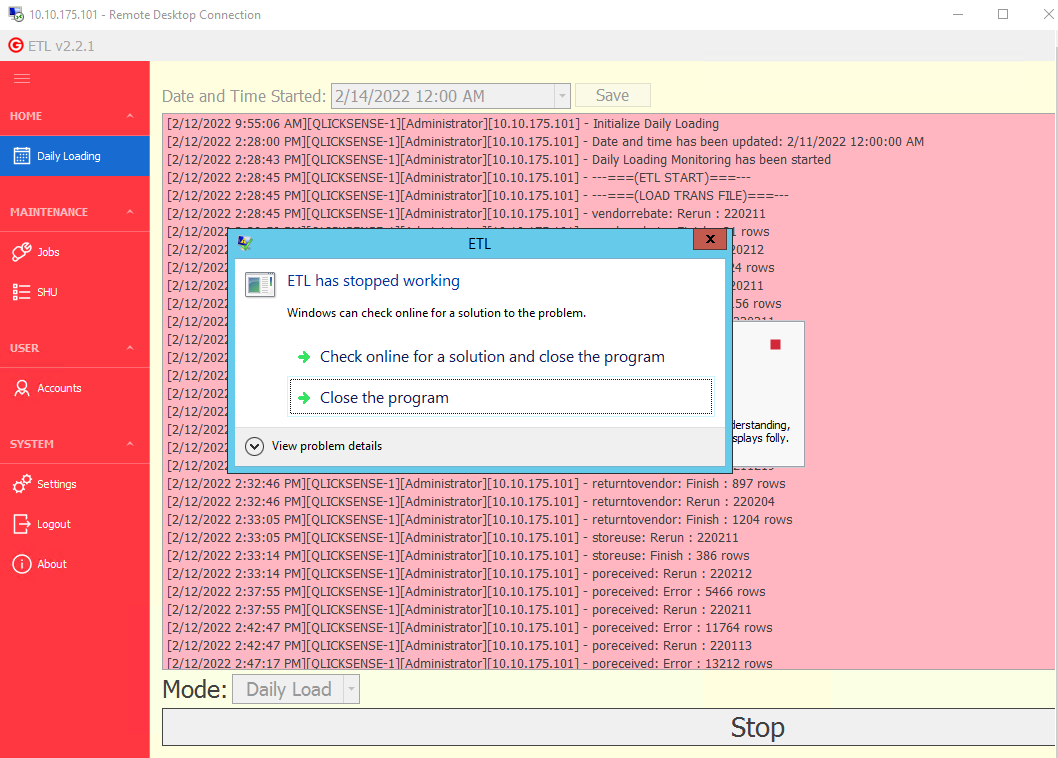 10.10.175.101 - Remote Desktop Connection
ETL v2.2.1
HOME
Daily Loading
MAINTENANCE
Jobs
SHU
USER
Accounts
SYSTEM
Settings
Logout
About
Date and Time Started: 2/14/2022 12:00 AM Save
[2/12/2022 9:55:06 AM][QLICKSENSE-1][Administrator][10.10.175.101] - Initialize Daily Loading
[2/12/2022 2:28:00 PM][QLICKSENSE-1][Administrator][10.10.175.101] - Date and time has been updated: 2/11/2022 12:00:00 AM
[2/12/2022 2:28:43 PM][QLICKSENSE-1][Administrator][10.10.175.101] - Daily Loading Monitoring has been started
[2/12/2022 2:28:45 PM][QLICKSENSE-1][Administrator][10.10.175.101] - ---===(ETL START)===---
[2/12/2022 2:28:45 PM][QLICKSENSE-1][Administrator][10.10.175.101] - ---===(LOAD TRANS FILE)===---
[2/12/2022 2:28:45 PM][QLICKSENSE-1][Administrator][10.10.175.101] - vendorrebate: Rerun : 220211
1 rows
[2/12/2022 20212
[2/12/2022 24 rows
[2/12/2022 20211
[2/12/2022 156 rows
[2/12/2022
[2/12/2022
[2/12/2022
[2/12/2022
[2/12/2022
[2/12/2022
[2/12/2022
[2/12/2022
ETL
ETL has stopped working
Windows can check online for a solution to the problem.
Check online for a solution and close the program
Close the program
View problem details
derstanding,
splays folly.
[2/12/2022 2:32:46 PM][QLICKSENSE-1][Administrator][10.10.175.101] - returntovendor: Finish : 897 rows
[2/12/2022 2:32:46 PM][QLICKSENSE-1][Administrator][10.10.175.101] - returntovendor: Rerun : 220204
[2/12/2022 2:33:05 PM][QLICKSENSE-1][Administrator][10.10.175.101] - returntovendor: Finish : 1204 rows
[2/12/2022 2:33:05 PM][QLICKSENSE-1][Administrator][10.10.175.101] - storeuse: Rerun : 220211
[2/12/2022 2:33:14 PM][QLICKSENSE-1][Administrator][10.10.175.101] - storeuse: Finish : 386 rows
[2/12/2022 2:33:14 PM][QLICKSENSE-1][Administrator][10.10.175.101] - poreceived: Rerun : 220212
[2/12/2022 2:37:55 PM][QLICKSENSE-1][Administrator][10.10.175.101] - poreceived: Error : 5466 rows
[2/12/2022 2:37:55 PM][QLICKSENSE-1][Administrator][10.10.175.101] - poreceived: Rerun : 220211
[2/12/2022 2:42:47 PM][QLICKSENSE-1][Administrator][10.10.175.101] - poreceived: Error : 11764 rows
[2/12/2022 2:42:47 PM][QLICKSENSE-1][Administrator][10.10.175.101] - poreceived: Rerun : 220113
[2/12/2022 2:47:17 PM][QLICKSENSE-1][Administrator][10.10.175.101] - poreceived: Error : 13212 rows
Mode: Daily Load
Stop